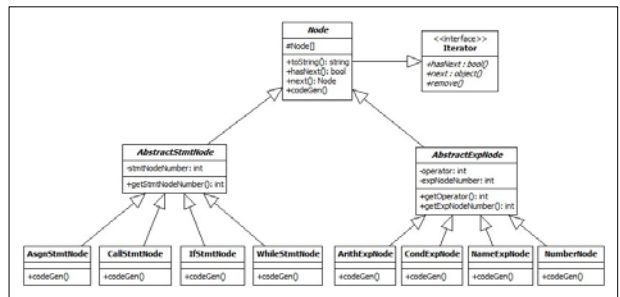 Node
#Node[]
+toString(): string
+hasNext(): bool
+next(): Node
+codeGen()
<<interface>>
Iterator
+hasNext : bool()
+next : object()
+remove()
AbstractStmtNode
-stmtNodeNumber: int
+getStmtNodeNumber(): int
AbstractExpNode
-operator: int
-expNodeNumber: int
+getOperator(): int
+getExpNodeNumber(): int
AsgnStmtNode
+codeGen()
CallStmtNode
+codeGen()
IfStmtNode
+codeGen()
WhileStmtNode
+codeGen()
ArithExpNode
+codeGen()
CondExpNode
+codeGen()
NameExpNode
+codeGen()
NumberNode
+codeGen()